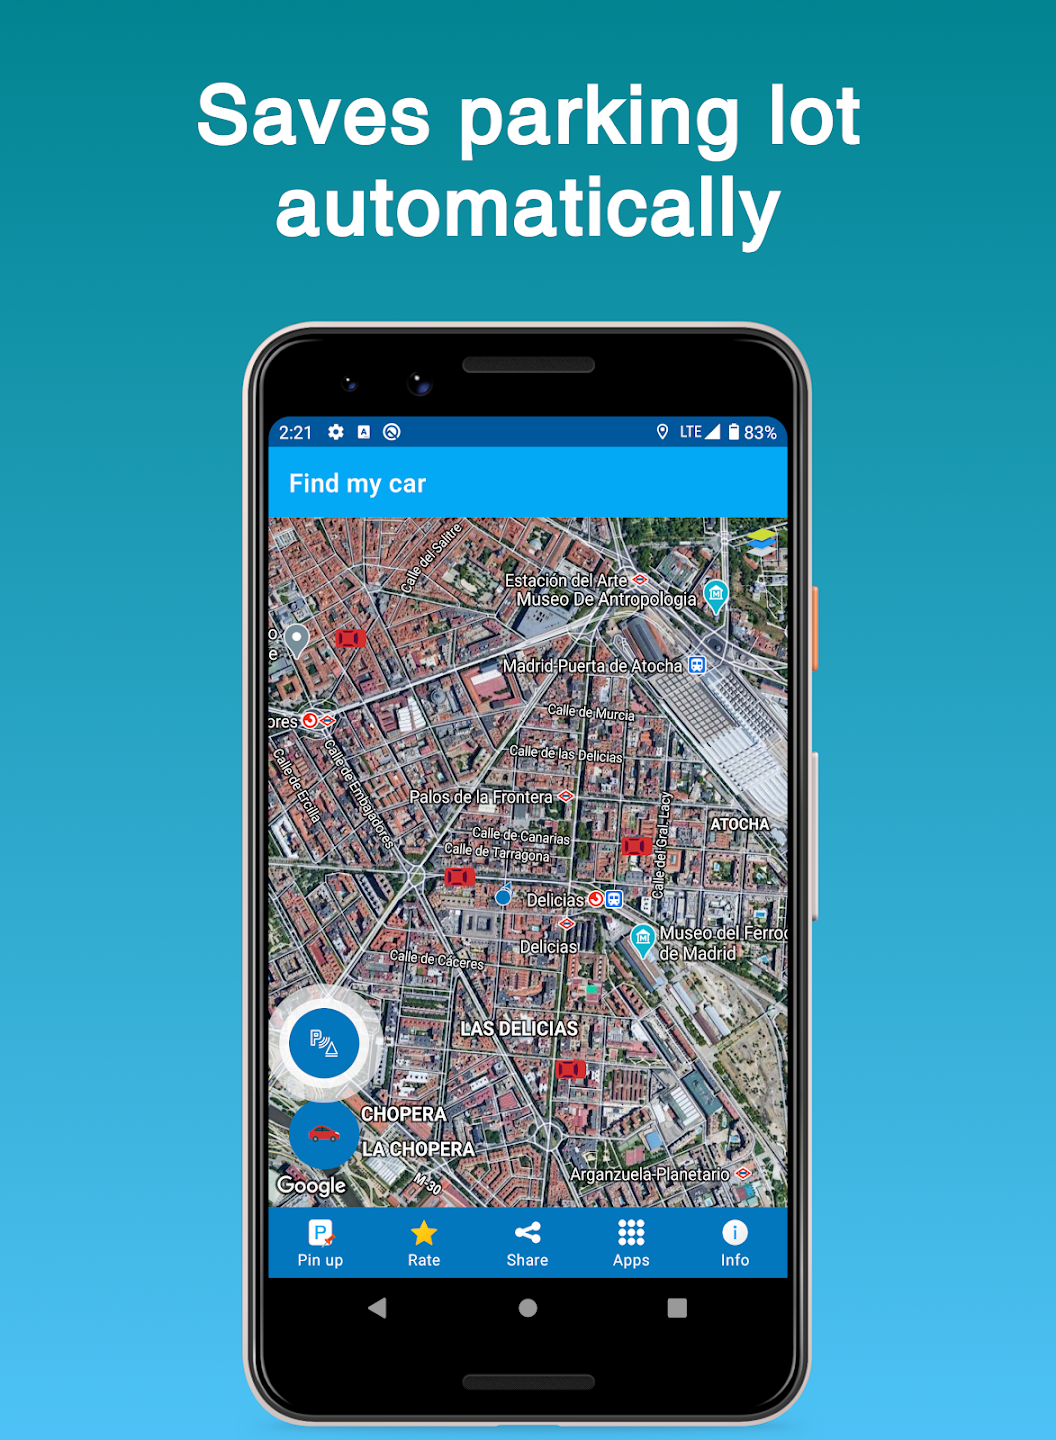 Saves parking lot
automatically
2:21
LTE
83%
Find my car
Calle del Salitre
Estación del Arte
Museo De Antropología
Madrid-Puerta de Atocha
Calle de Murcia
Calle de las Delicias
Calle de Ercilla
Calle de Embajadores
Palos de la Frontera
Calle de Canarias
Calle de Tarragona
Calle del Gral. Lacy
ATOCHA
Delicias
Delicias
Museo del Ferroc
de Madrid
Calle de Cáceres
LAS DELICIAS
P
CHOPERA
LA CHOPERA
M-30
Arganzuela-Planetario
Google
P
Pin up
Rate
Share
Apps
Info